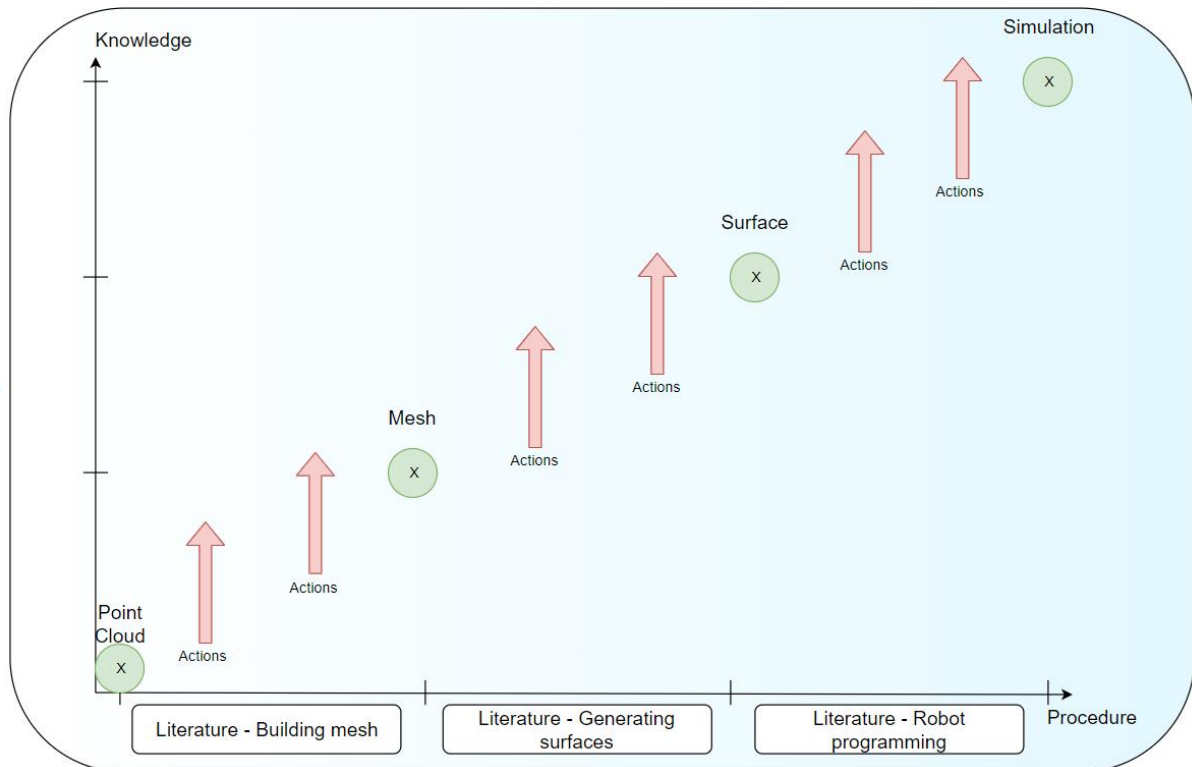 Knowledge
Simulation
X
Actions
Surface
X
Actions
Actions
Mesh
X
Actions
Actions
Actions
Point
Cloud
X
Actions
Literature - Building mesh
Literature - Generating
surfaces
Literature - Robot
programming
Procedure